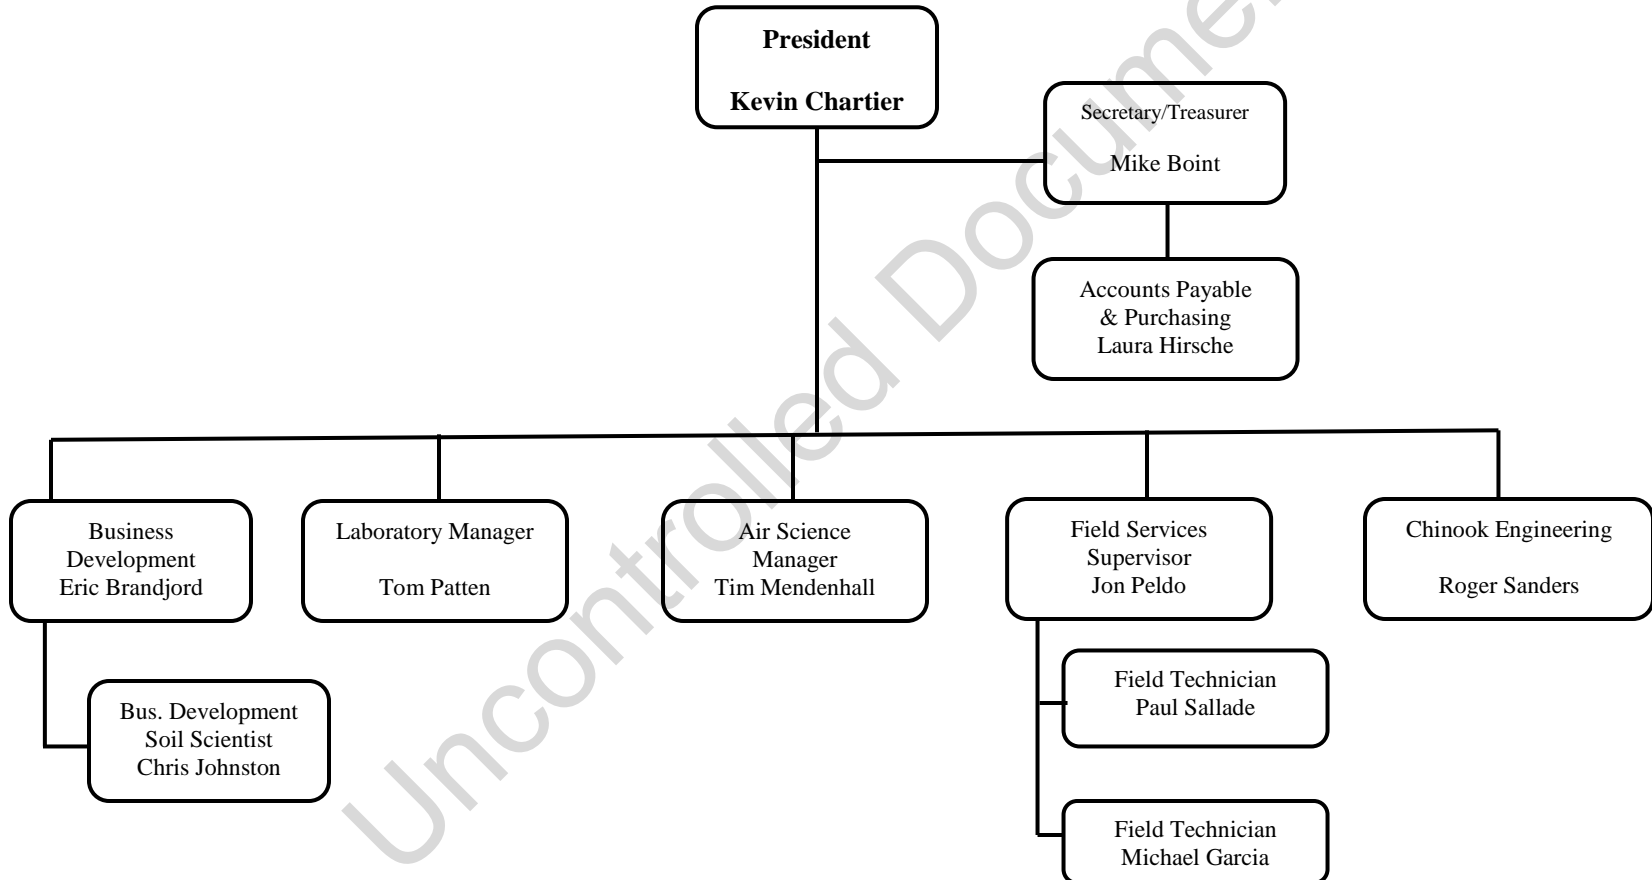 President
Kevin Chartier
Secretary/Treasurer
Mike Boint
Accounts Payable
& Purchasing
Laura Hirsche
Business
Development
Eric Brandjord
Laboratory Manager
Tom Patten
Air Science
Manager
Tim Mendenhall
Field Services
Supervisor
Jon Peldo
Chinook Engineering
Roger Sanders
Bus. Development
Soil Scientist
Chris Johnston
Field Technician
Paul Sallade
Field Technician
Michael Garcia
Uncontrolled Docume